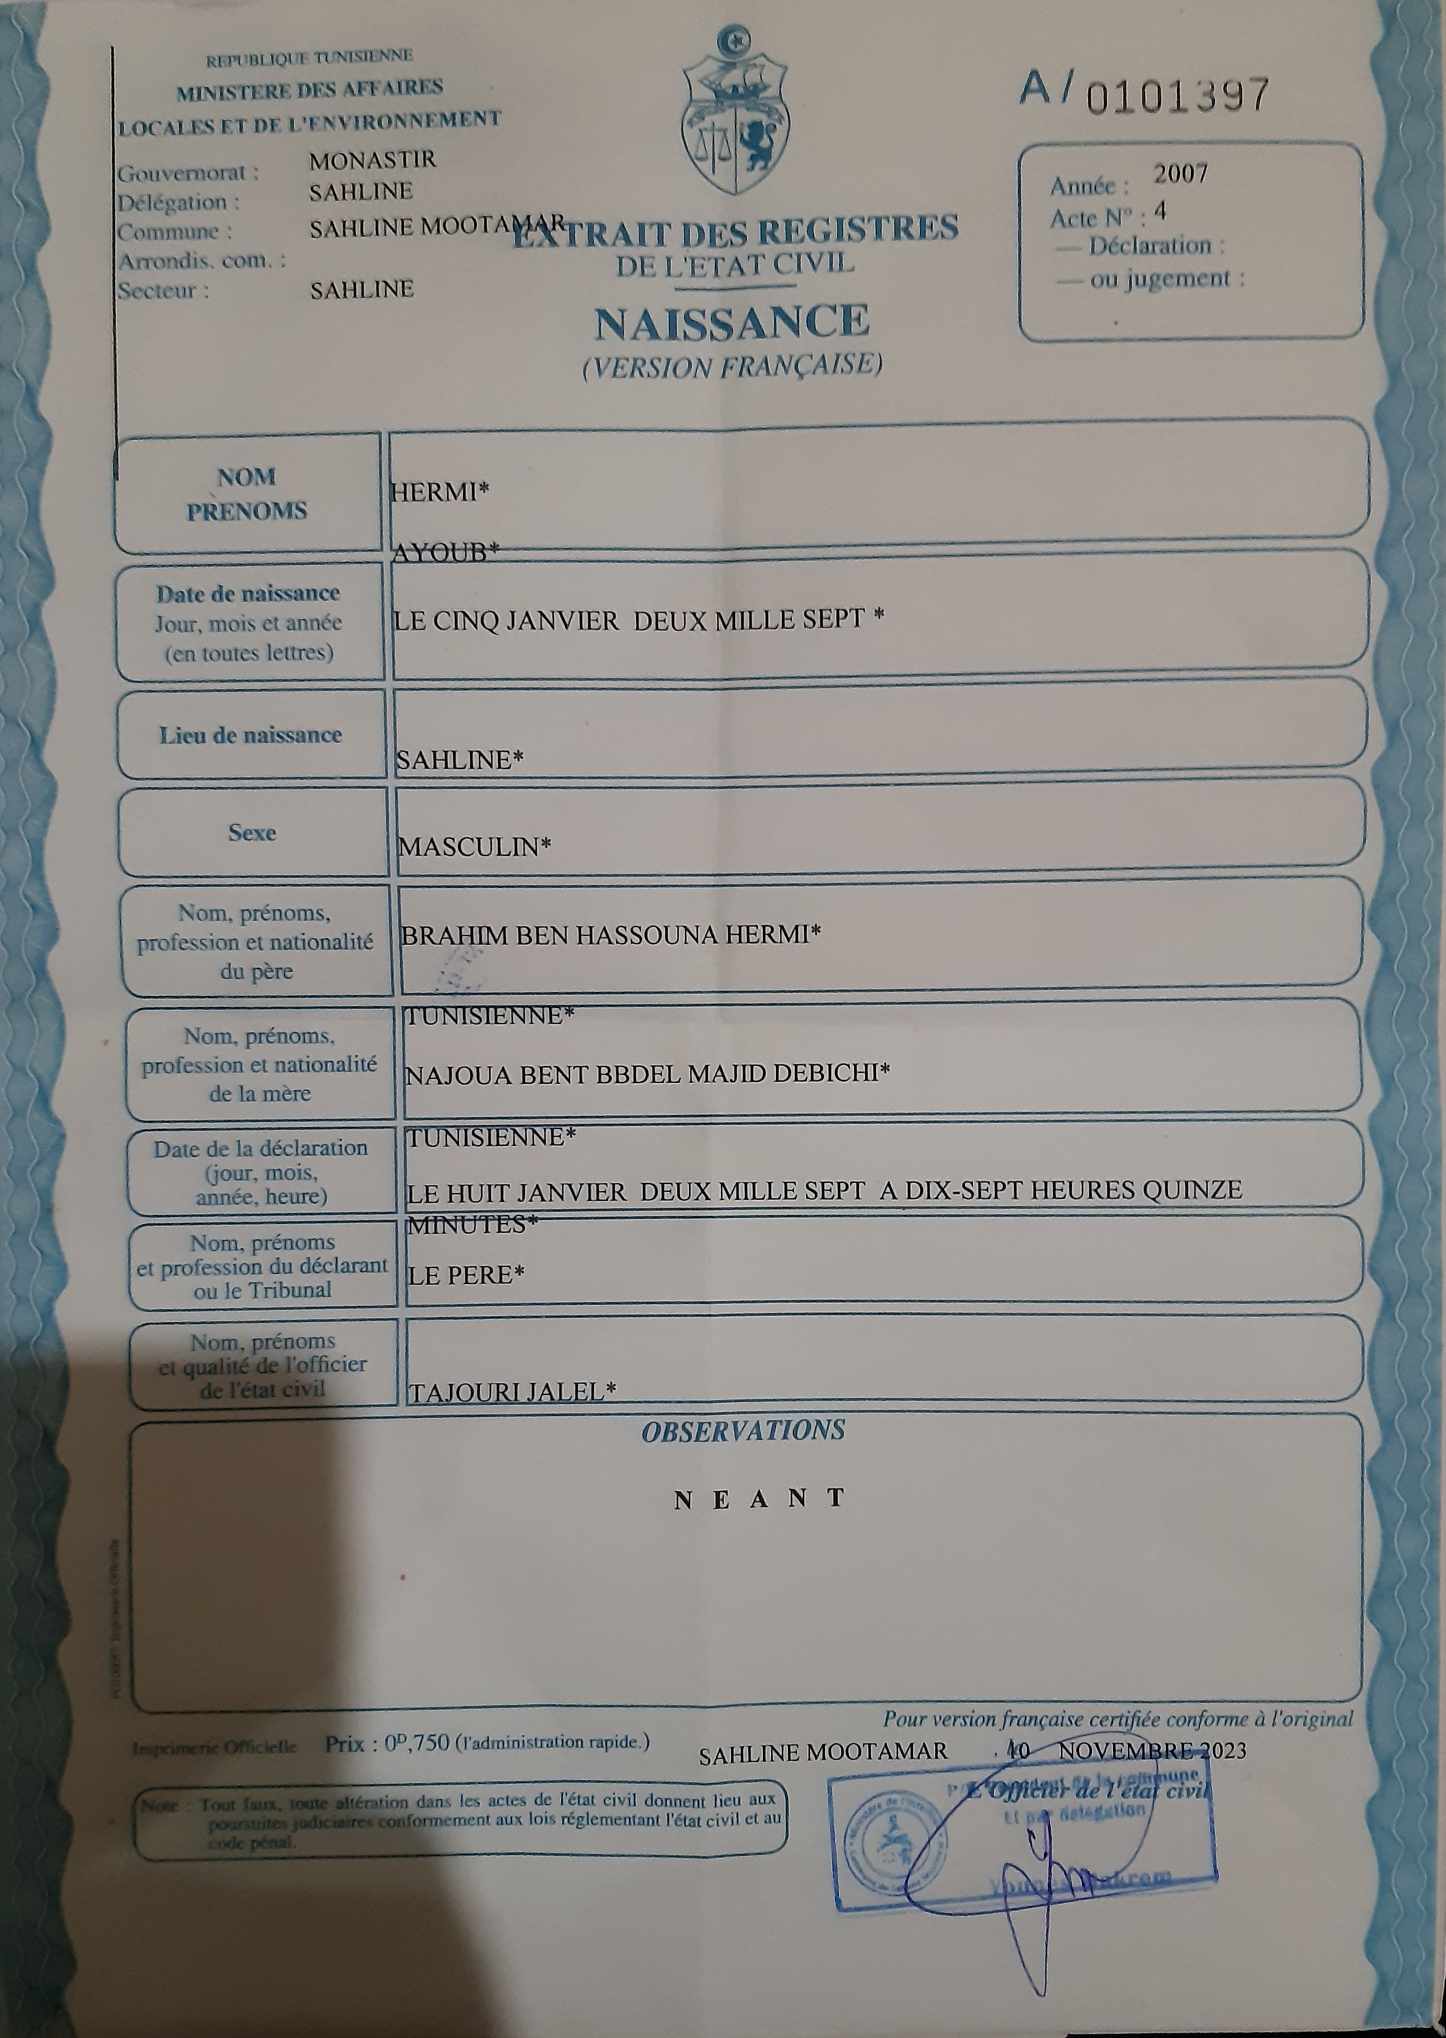 REPUBLIQUE TUNISIENNE
MINISTERE DES AFFAIRES
LOCALES ET DE L'ENVIRONNEMENT
Gouvernorat : MONASTIR
Délégation : SAHLINE
Commune : SAHLINE MOOTAMAR
Arrondis. com. :
Secteur : SAHLINE
A/ 0101397
Année : 2007
Acte N° : 4
— Déclaration :
— ou jugement :
EXTRAIT DES REGISTRES
DE L'ETAT CIVIL
NAISSANCE
(VERSION FRANÇAISE)
NOM
PRENOMS
HERMI*
AYOUB*
Date de naissance
Jour, mois et année
(en toutes lettres)
LE CINQ JANVIER DEUX MILLE SEPT *
Lieu de naissance
SAHLINE*
Sexe
MASCULIN*
Nom, prénoms,
profession et nationalité
du père
BRAHIM BEN HASSOUNA HERMI*
TUNISIENNE*
Nom, prénoms,
profession et nationalité
de la mère
NAJOUA BENT BBDEL MAJID DEBICHI*
TUNISIENNE*
Date de la déclaration
(jour, mois,
année, heure)
LE HUIT JANVIER DEUX MILLE SEPT A DIX-SEPT HEURES QUINZE
MINUTES*
Nom, prénoms
et profession du déclarant
ou le Tribunal
LE PERE*
Nom, prénoms
et qualité de l'officier
de l'état civil
TAJOURI JALEL*
OBSERVATIONS
N E A N T
Pour version française certifiée conforme à l'original
Imprimerie Officielle Prix : 0D,750 (l'administration rapide.)
SAHLINE MOOTAMAR , 10 NOVEMBRE 2023
L'Officier de l'état civil
Et par délégation
Note : Tout faux, toute altération dans les actes de l'état civil donnent lieu aux
poursuites judiciaires conformement aux lois réglementant l'état civil et au
code pénal.